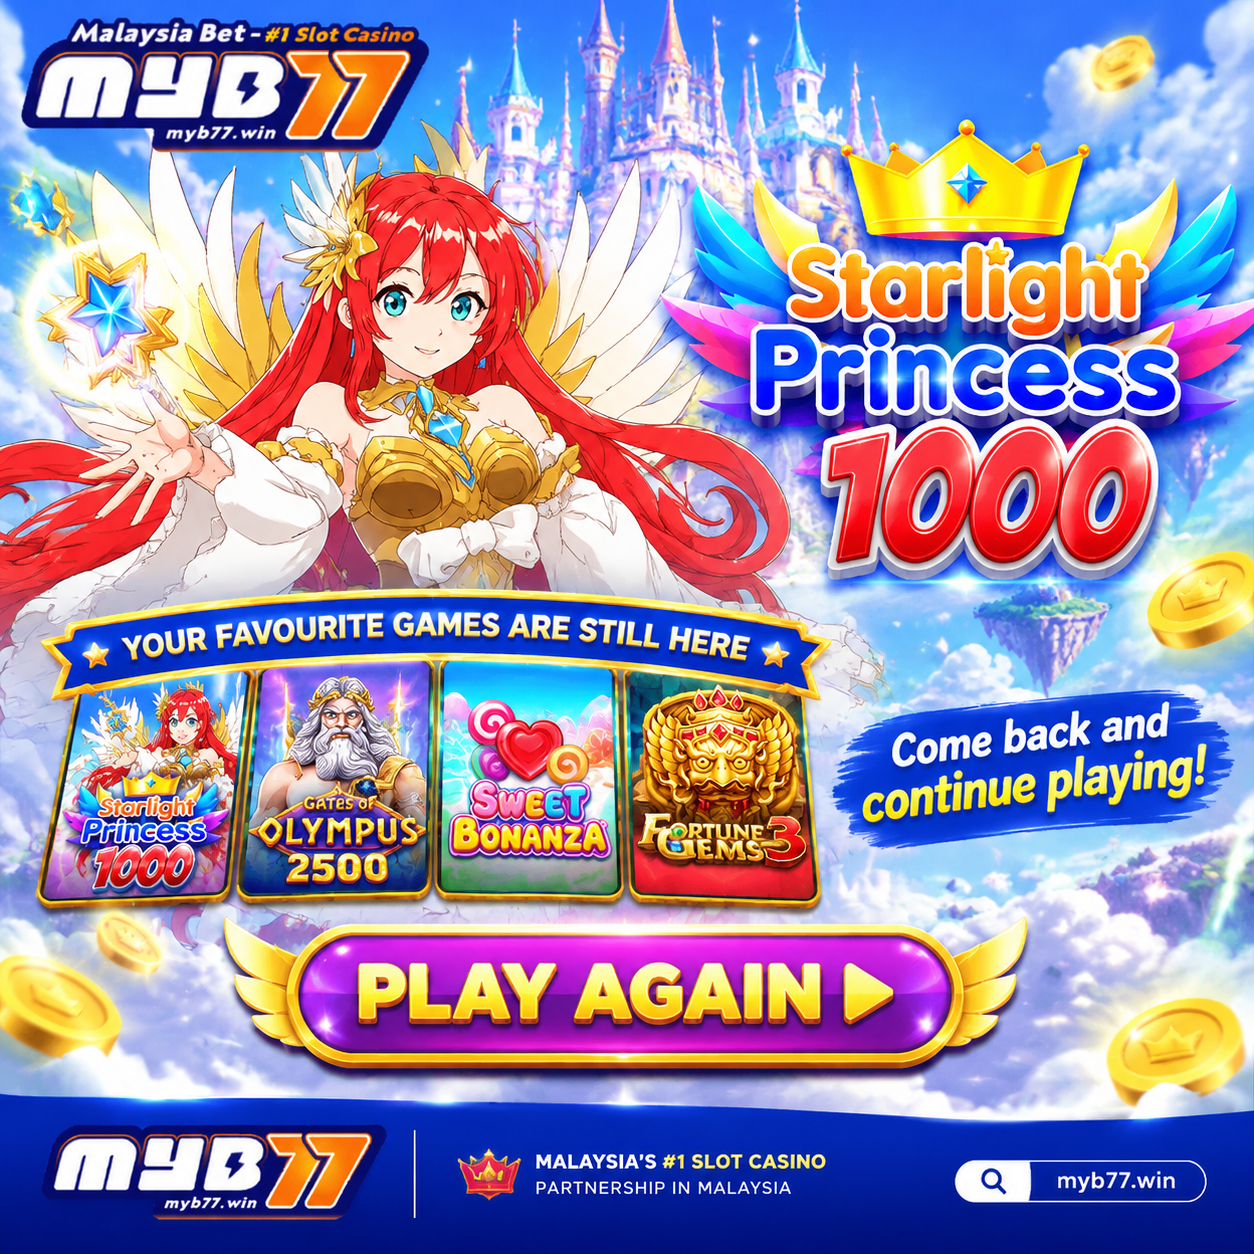 Malaysia Bet - #1 Slot Casino
MYB77
myb77.win
Starlight
Princess
1000
YOUR FAVOURITE GAMES ARE STILL HERE
Starlight
Princess
1000
GATES OF
OLYMPUS
2500
SWEET
BONANZA
FORTUNE
GEMS 3
Come back and
continue playing!
PLAY AGAIN
MYB77
myb77.win
MALAYSIA'S #1 SLOT CASINO
PARTNERSHIP IN MALAYSIA
myb77.win